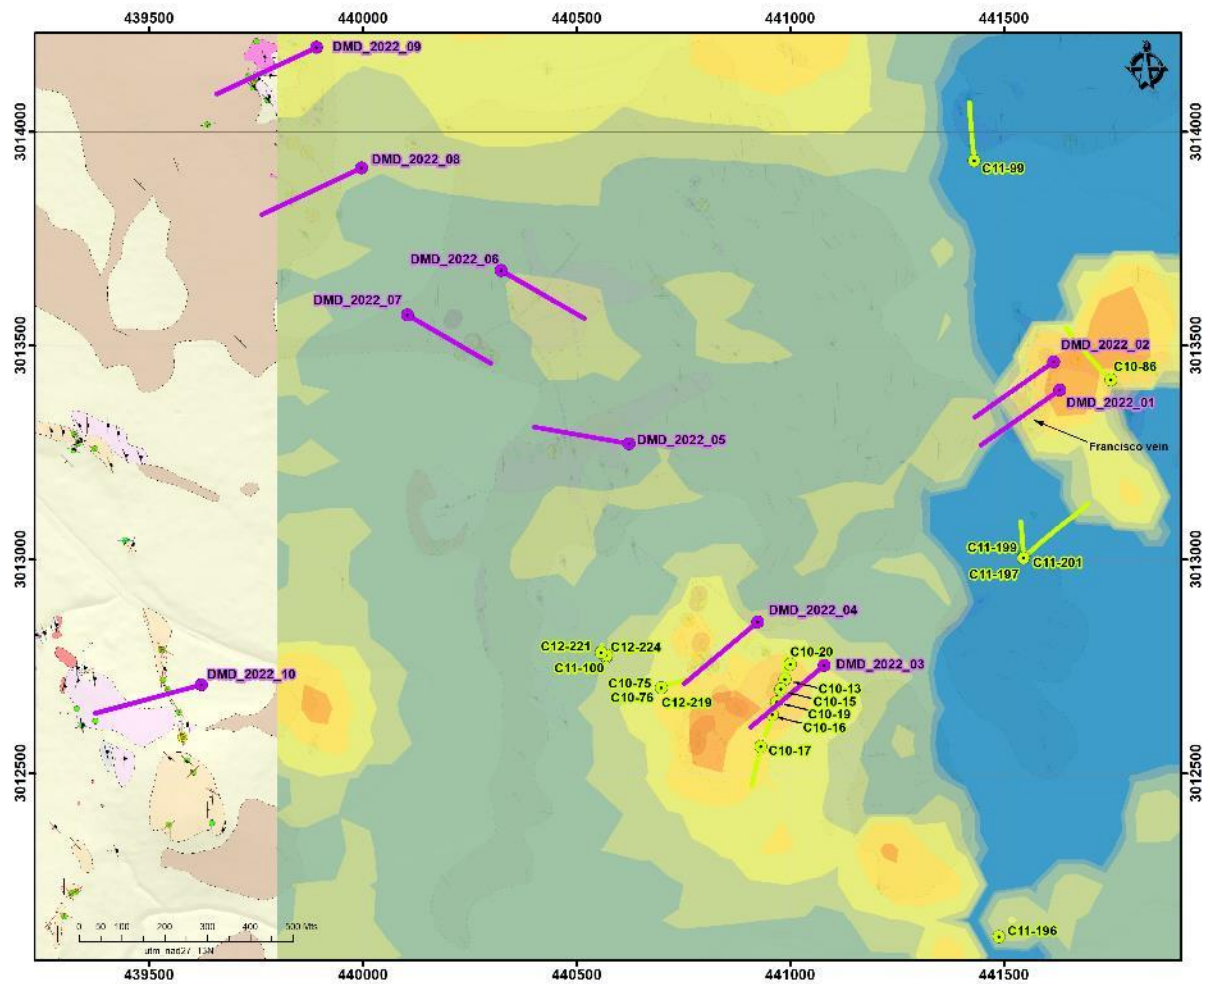 439500 440000 440500 441000 441500
DMD_2022_09
3014000
3014000
C11-99
DMD_2022_08
DMD_2022_06
DMD_2022_07
3013500
3013500
DMD_2022_02
C10-86
DMD_2022_01
DMD_2022_05
Francisco vein
3013000
3013000
C11-199
C11-201
C11-197
DMD_2022_04
C12-221
C12-224
C11-100
C10-20
DMD_2022_03
DMD_2022_10
C10-75
C10-13
C10-76
C12-219
C10-15
C10-19
C10-16
C10-17
3012500
3012500
C11-196
0 50 100 200 300 400 500 Mts
utm_nad27_13N
439500 440000 440500 441000 441500